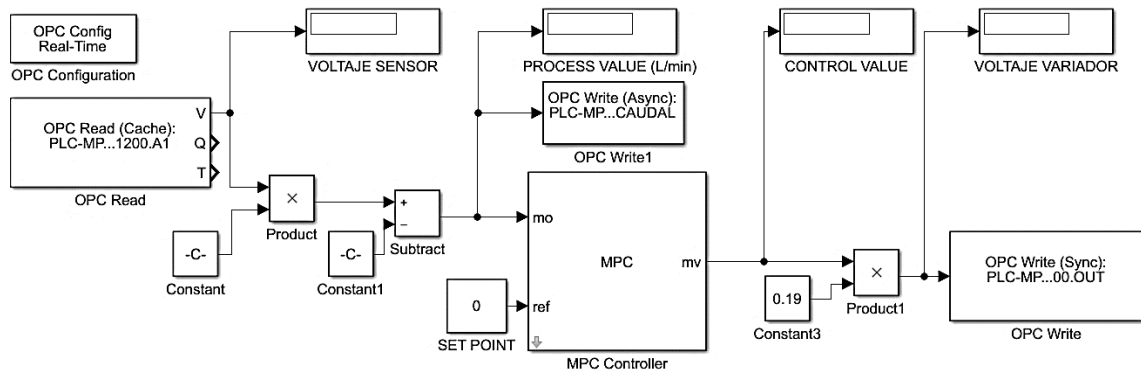 OPC Config
Real-Time
OPC Configuration
VOLTAJE SENSOR
PROCESS VALUE (L/min)
CONTROL VALUE
VOLTAJE VARIADOR
OPC Read (Cache):
PLC-MP...1200.A1
V
Q
T
OPC Read
OPC Write (Async):
PLC-MP...CAUDAL
OPC Write1
×
Product
-C-
Constant
-C-
Constant1
+
−
Subtract
0
SET POINT
mo
ref
MPC
mv
MPC Controller
0.19
Constant3
×
Product1
OPC Write (Sync):
PLC-MP...00.OUT
OPC Write